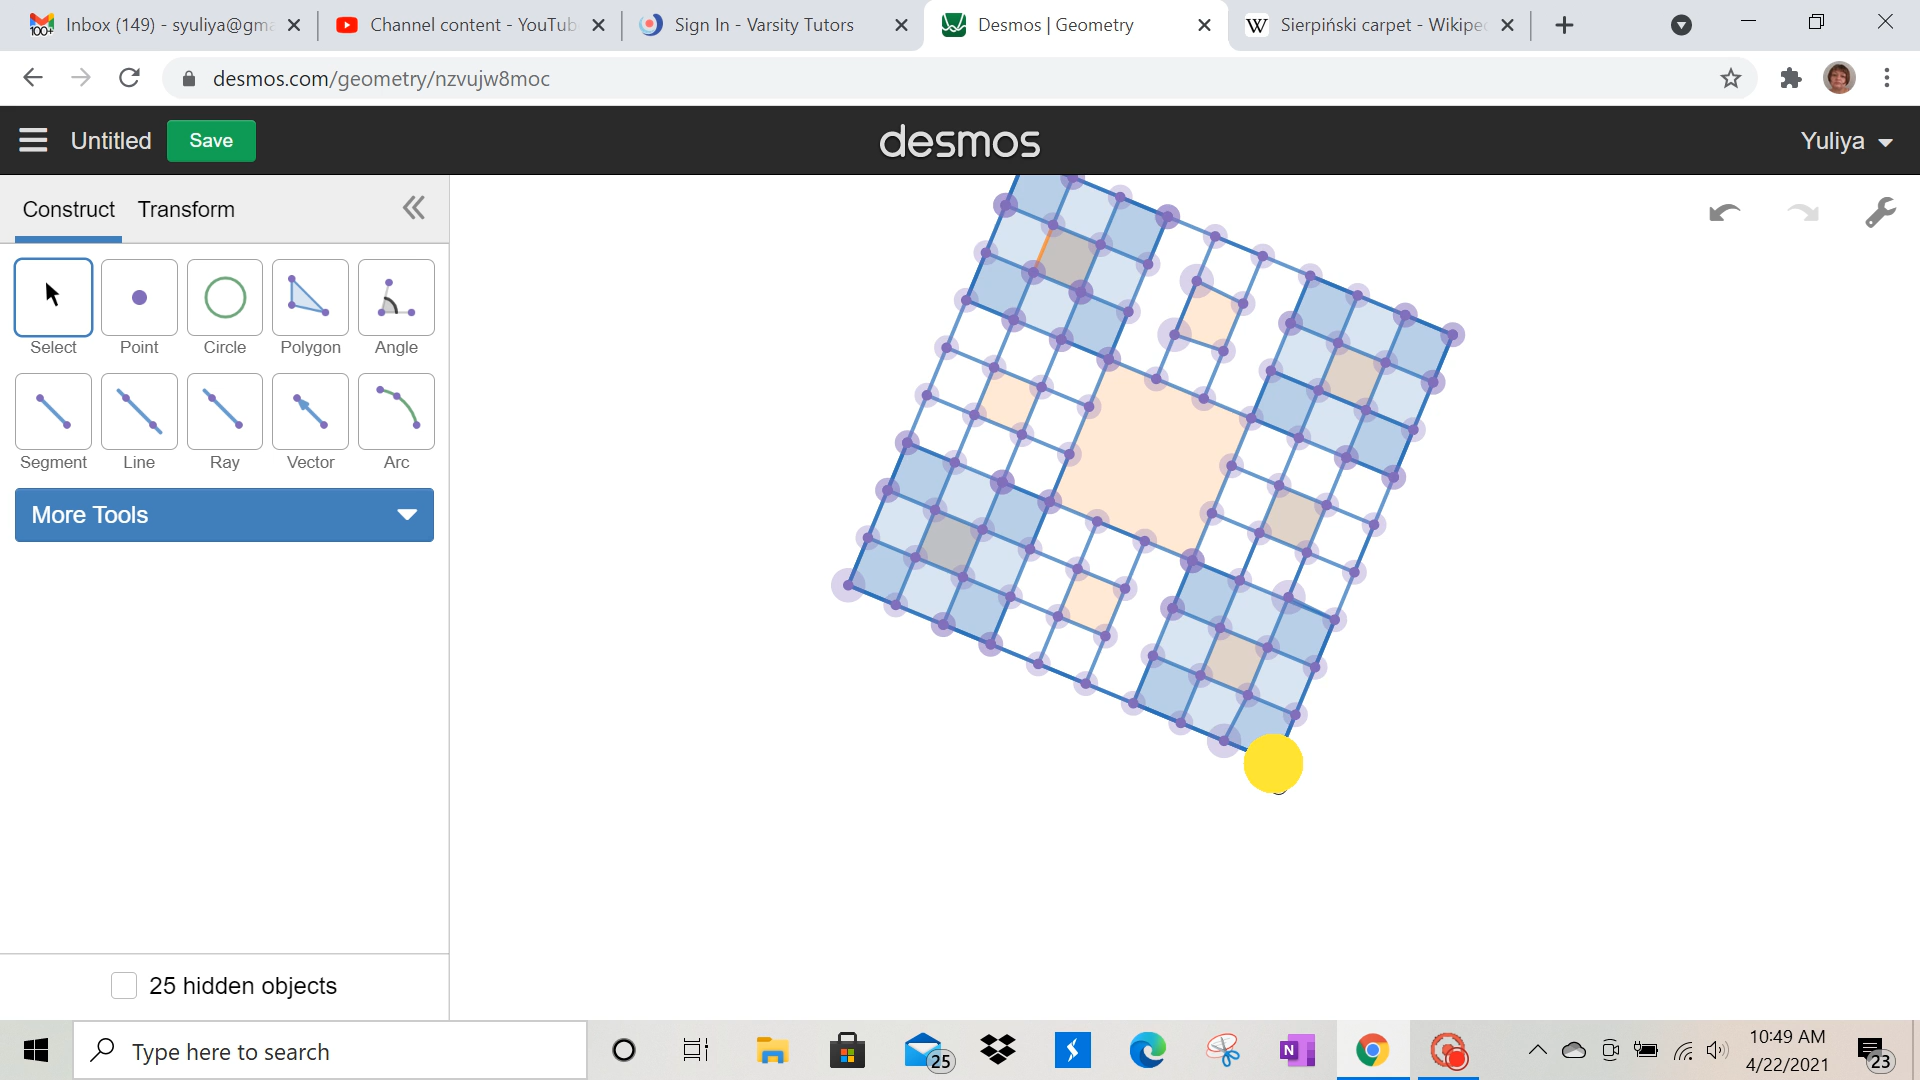 Inbox (149) - syuliya@gma
Channel content - YouTub
Sign In - Varsity Tutors
Desmos | Geometry
Sierpiński carpet - Wikipe
desmos.com/geometry/nzvujw8moc
Untitled
Save
desmos
Yuliya
Construct
Transform
Select
Point
Circle
Polygon
Angle
Segment
Line
Ray
Vector
Arc
More Tools
25 hidden objects
Type here to search
25
N
10:49 AM
4/22/2021
23